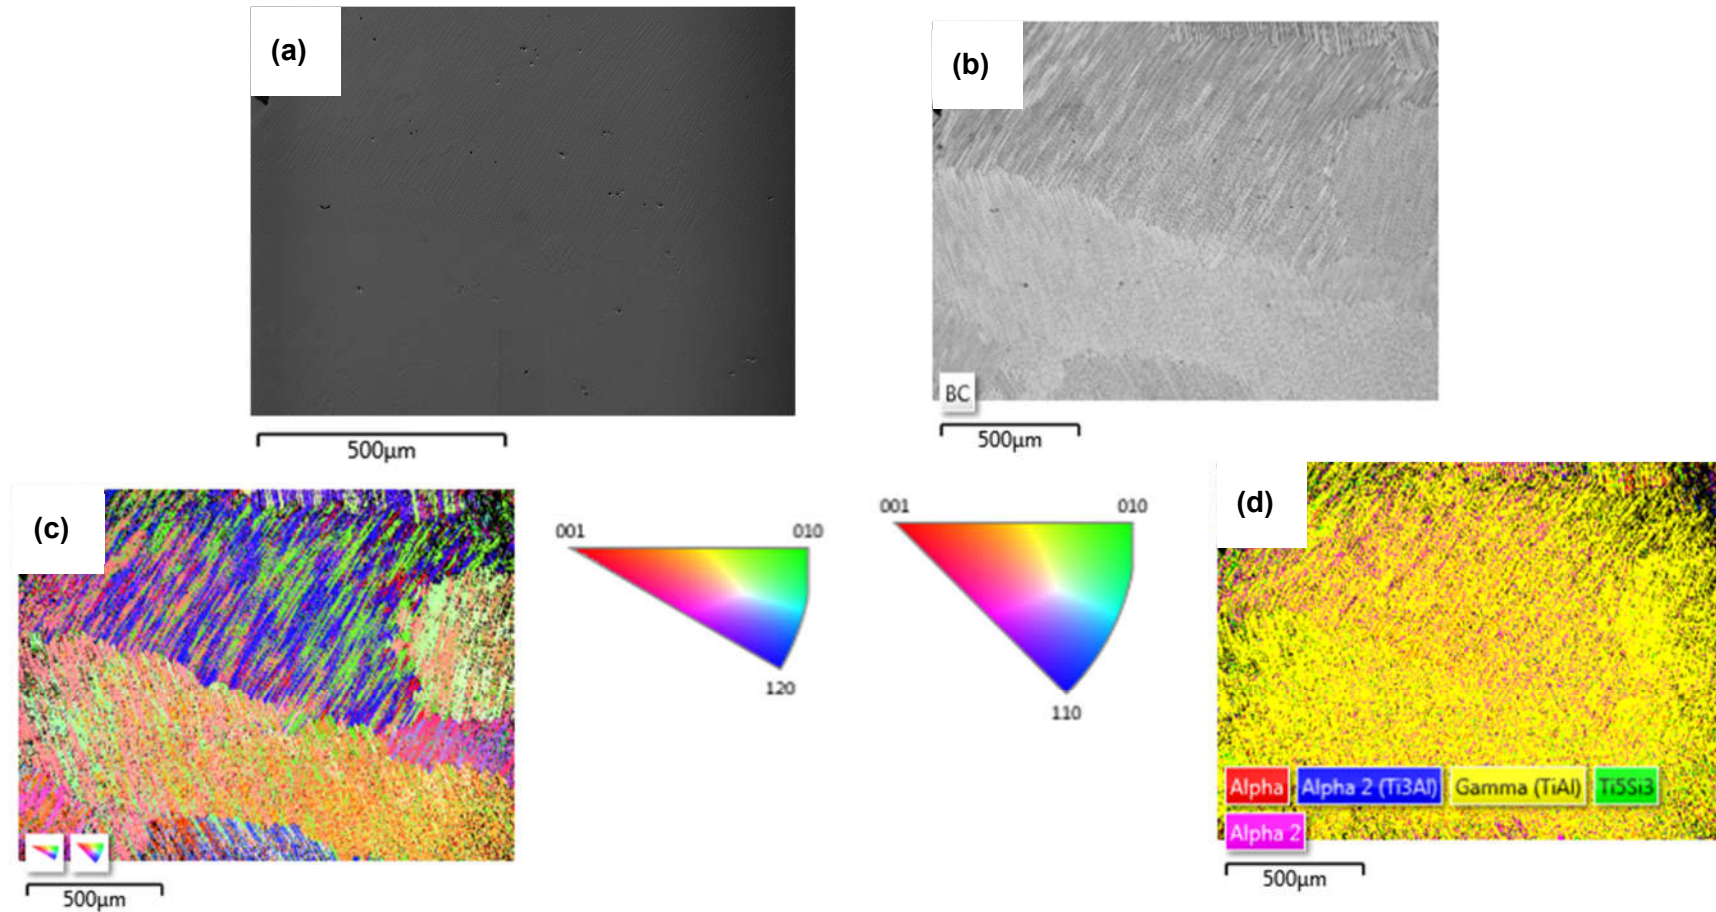 (a)
500µm
(b)
BC
500µm
(c)
500µm
001
010
120
001
010
110
(d)
Alpha
Alpha 2 (Ti3Al)
Gamma (TiAl)
Ti5Si3
Alpha 2
500µm